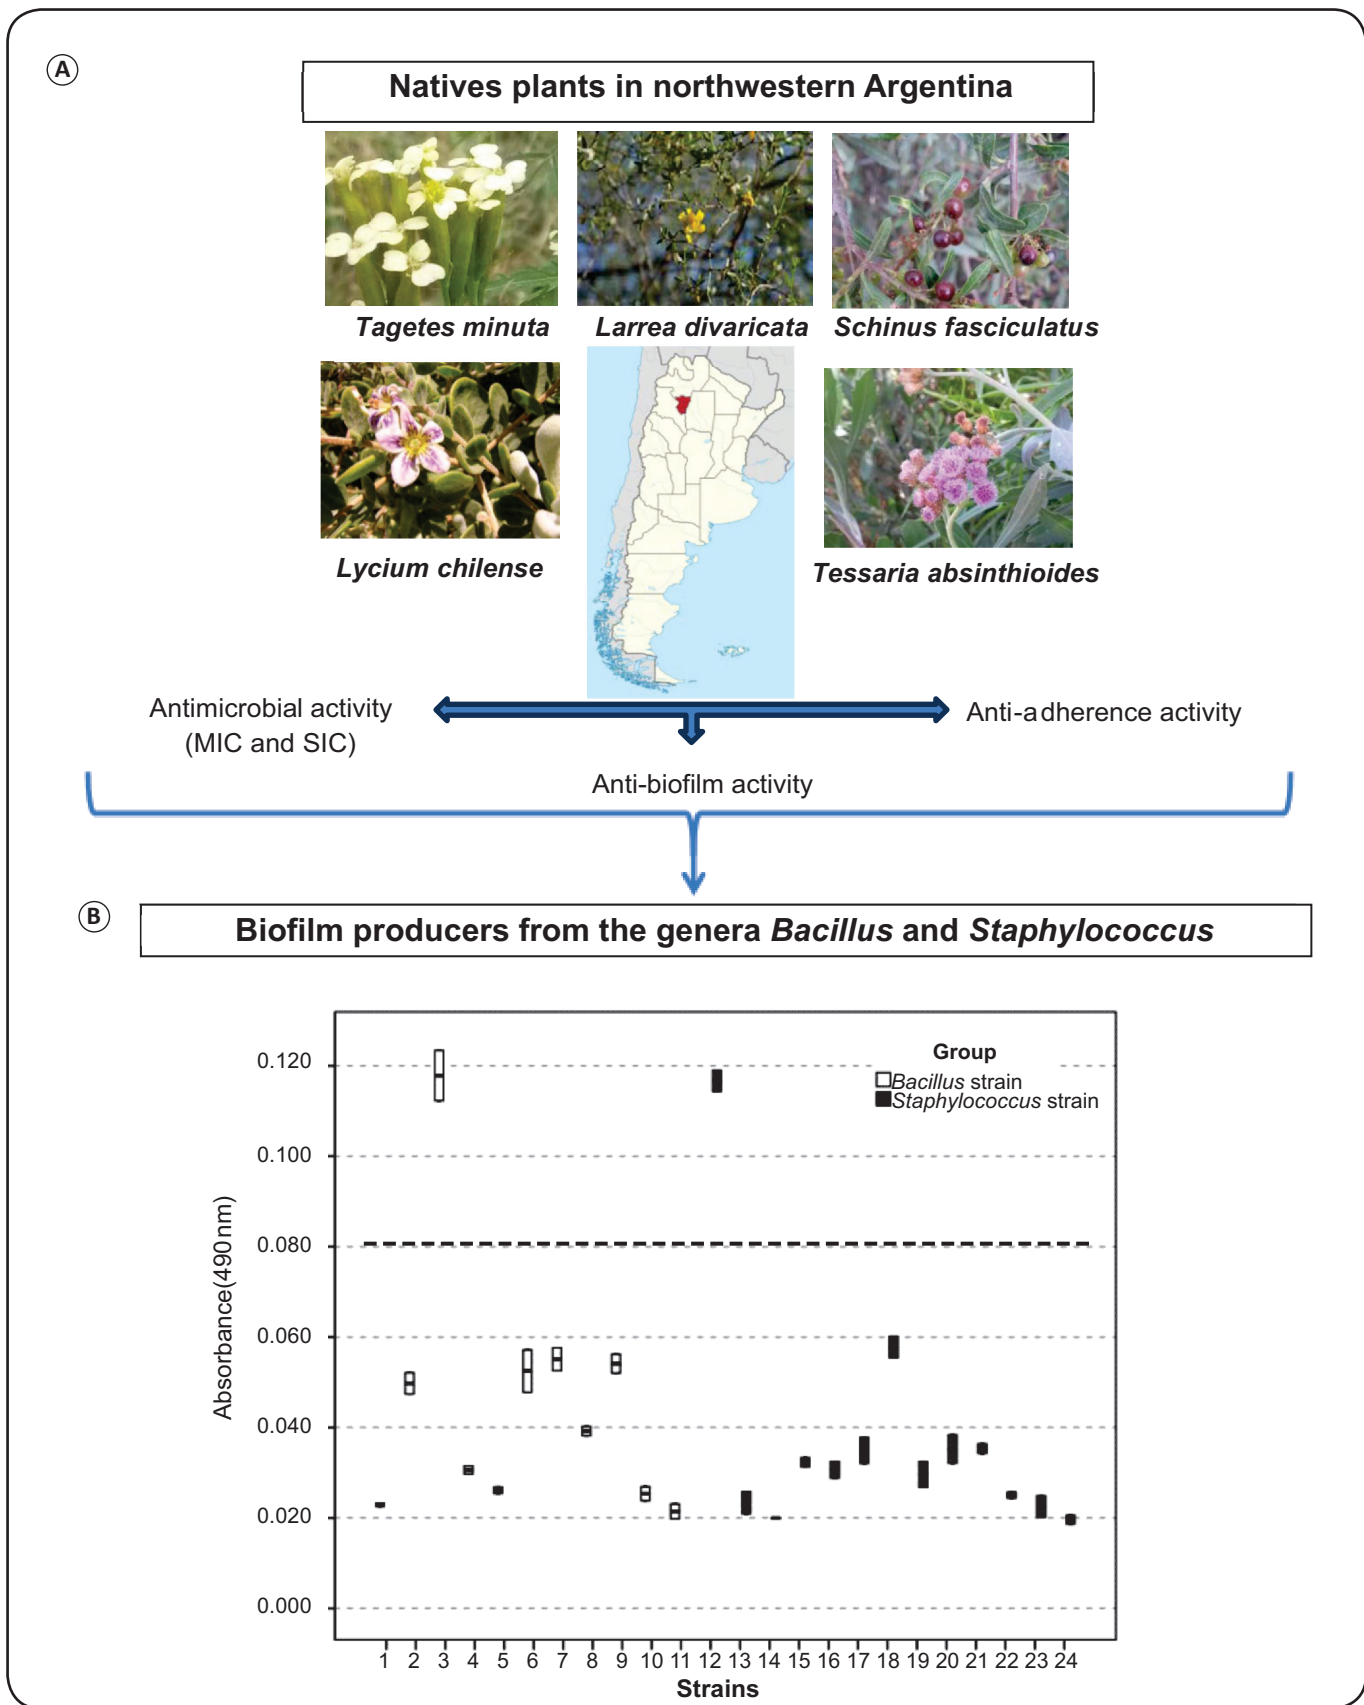 A
Natives plants in northwestern Argentina
Tagetes minuta
Larrea divaricata
Schinus fasciculatus
Lycium chilense
Tessaria absinthioides
Antimicrobial activity
(MIC and SIC)
Anti-adherence activity
Anti-biofilm activity
B
Biofilm producers from the genera Bacillus and Staphylococcus
Group
Bacillus strain
Staphylococcus strain
Absorbance(490nm)
0.120
0.100
0.080
0.060
0.040
0.020
0.000
1 2 3 4 5 6 7 8 9 10 11 12 13 14 15 16 17 18 19 20 21 22 23 24
Strains